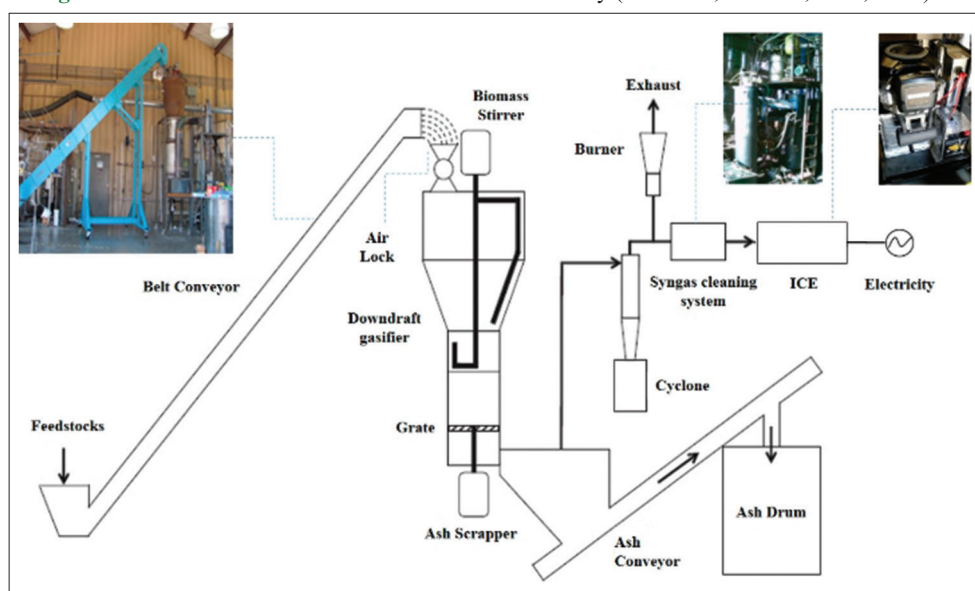 Exhaust
Biomass
Stirrer
Burner
Air
Lock
Belt Conveyor
Syngas cleaning
system
ICE
Electricity
Downdraft
gasifier
Cyclone
Feedstocks
Grate
Ash Drum
Ash Scrapper
Ash
Conveyor